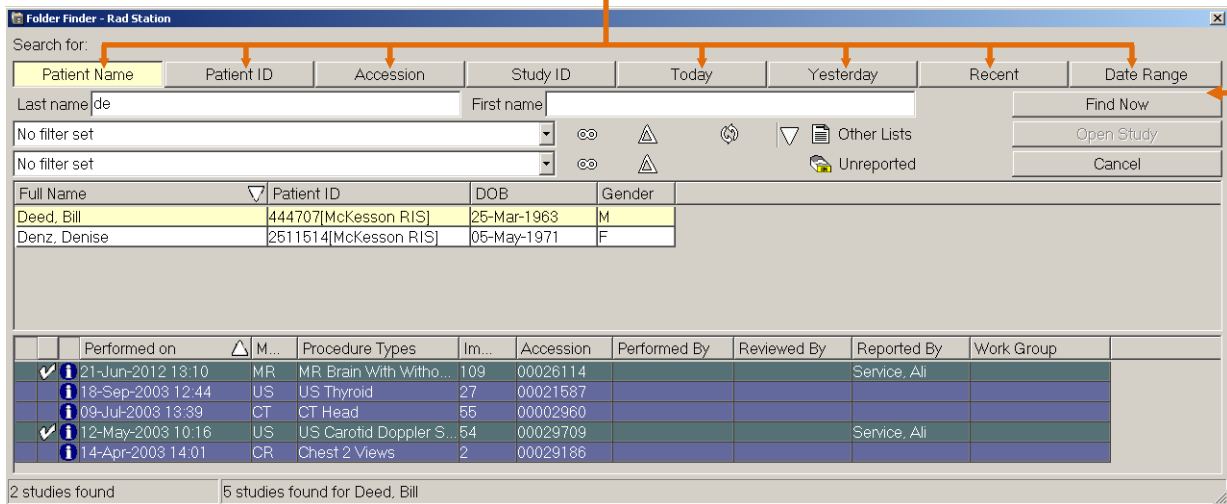 Folder Finder - Rad Station
Search for:
Patient Name Patient ID Accession Study ID Today Yesterday Recent Date Range
Last name de First name Find Now
No filter set Other Lists Open Study
No filter set Unreported Cancel
Full Name Patient ID DOB Gender
Deed, Bill 444707[McKesson RIS] 25-Mar-1963 M
Denz, Denise 2511514[McKesson RIS] 05-May-1971 F
Performed on M... Procedure Types Im... Accession Performed By Reviewed By Reported By Work Group
21-Jun-2012 13:10 MR MR Brain With Witho... 109 00026114 Service, Ali
18-Sep-2003 12:44 US US Thyroid 27 00021587
09-Jul-2003 13:39 CT CT Head 55 00002960
12-May-2003 10:16 US US Carotid Doppler S... 54 00029709 Service, Ali
14-Apr-2003 14:01 CR Chest 2 Views 2 00029186
2 studies found 5 studies found for Deed, Bill